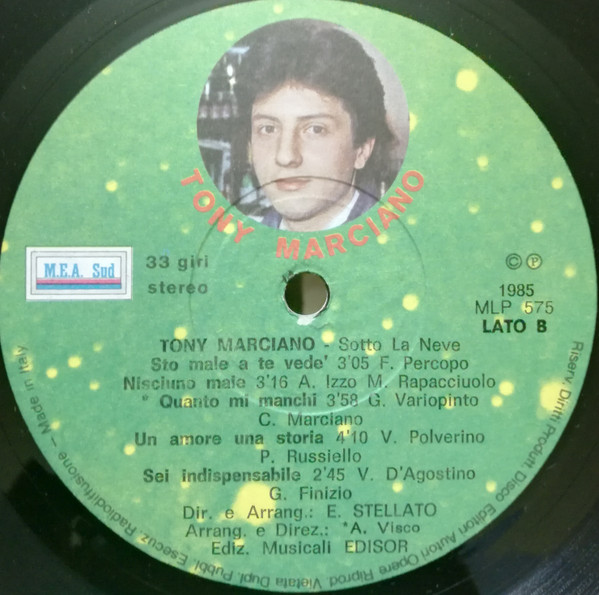 TONY MARCIANO
M.E.A. Sud
33 giri
stereo
© ℗
1985
MLP 575
LATO B
TONY MARCIANO - Sotto La Neve
Sto male a te vede' 3'05 F. Percopo
Nisciuno male 3'16 A. Izzo M. Rapacciuolo
* Quanto mi manchi 3'58 G. Variopinto
C. Marciano
Un amore una storia 4'10 V. Polverino
P. Russiello
Sei indispensabile 2'45 V. D'Agostino
G. Finizio
Dir. e Arrang.: E. STELLATO
Arrang. e Direz.: *A. Visco
Ediz. Musicali EDISOR
Riserv. Diritti Produtt. Disco Editori Autori Opere Riprod. Vietata Dupl. Pubbl. Esecuz. Radiodifusione - Made in Italy